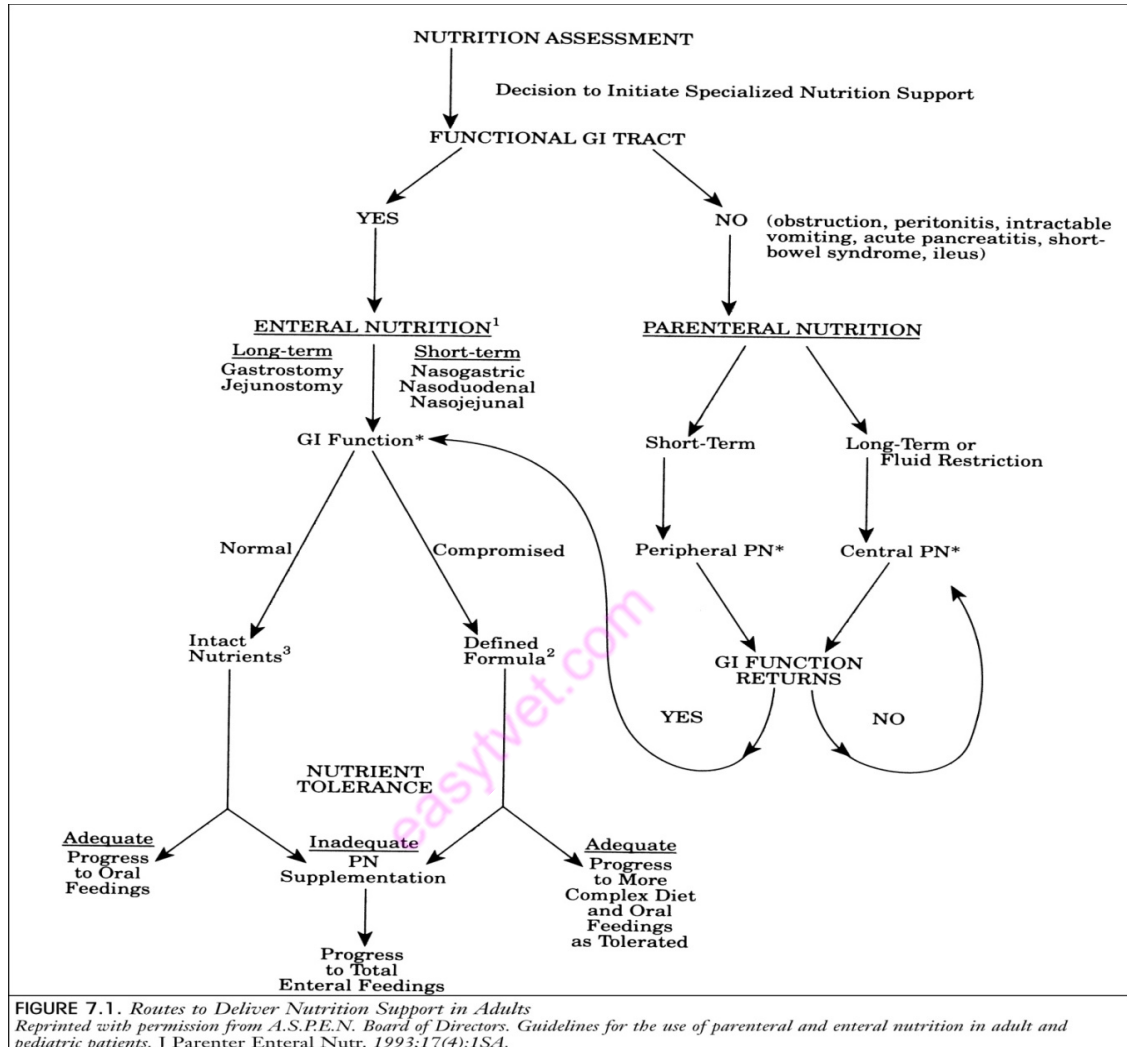 NUTRITION ASSESSMENT
Decision to Initiate Specialized Nutrition Support
FUNCTIONAL GI TRACT
YES
NO (obstruction, peritonitis, intractable
vomiting, acute pancreatitis, short-
bowel syndrome, ileus)
ENTERAL NUTRITION¹
Long-term
Gastrostomy
Jejunostomy
Short-term
Nasogastric
Nasoduodenal
Nasojejunal
PARENTERAL NUTRITION
GI Function*
Short-Term
Long-Term or
Fluid Restriction
Normal
Compromised
Peripheral PN*
Central PN*
Intact
Nutrients³
Defined
Formula²
GI FUNCTION
RETURNS
YES
NO
NUTRIENT
TOLERANCE
Adequate
Progress
to Oral
Feedings
Inadequate
PN
Supplementation
Adequate
Progress
to More
Complex Diet
and Oral
Feedings
as Tolerated
Progress
to Total
Enteral Feedings
easytvet.com
FIGURE 7.1. Routes to Deliver Nutrition Support in Adults
Reprinted with permission from A.S.P.E.N. Board of Directors. Guidelines for the use of parenteral and enteral nutrition in adult and
pediatric patients. J Parenter Enteral Nutr. 1993;17(4):1SA.